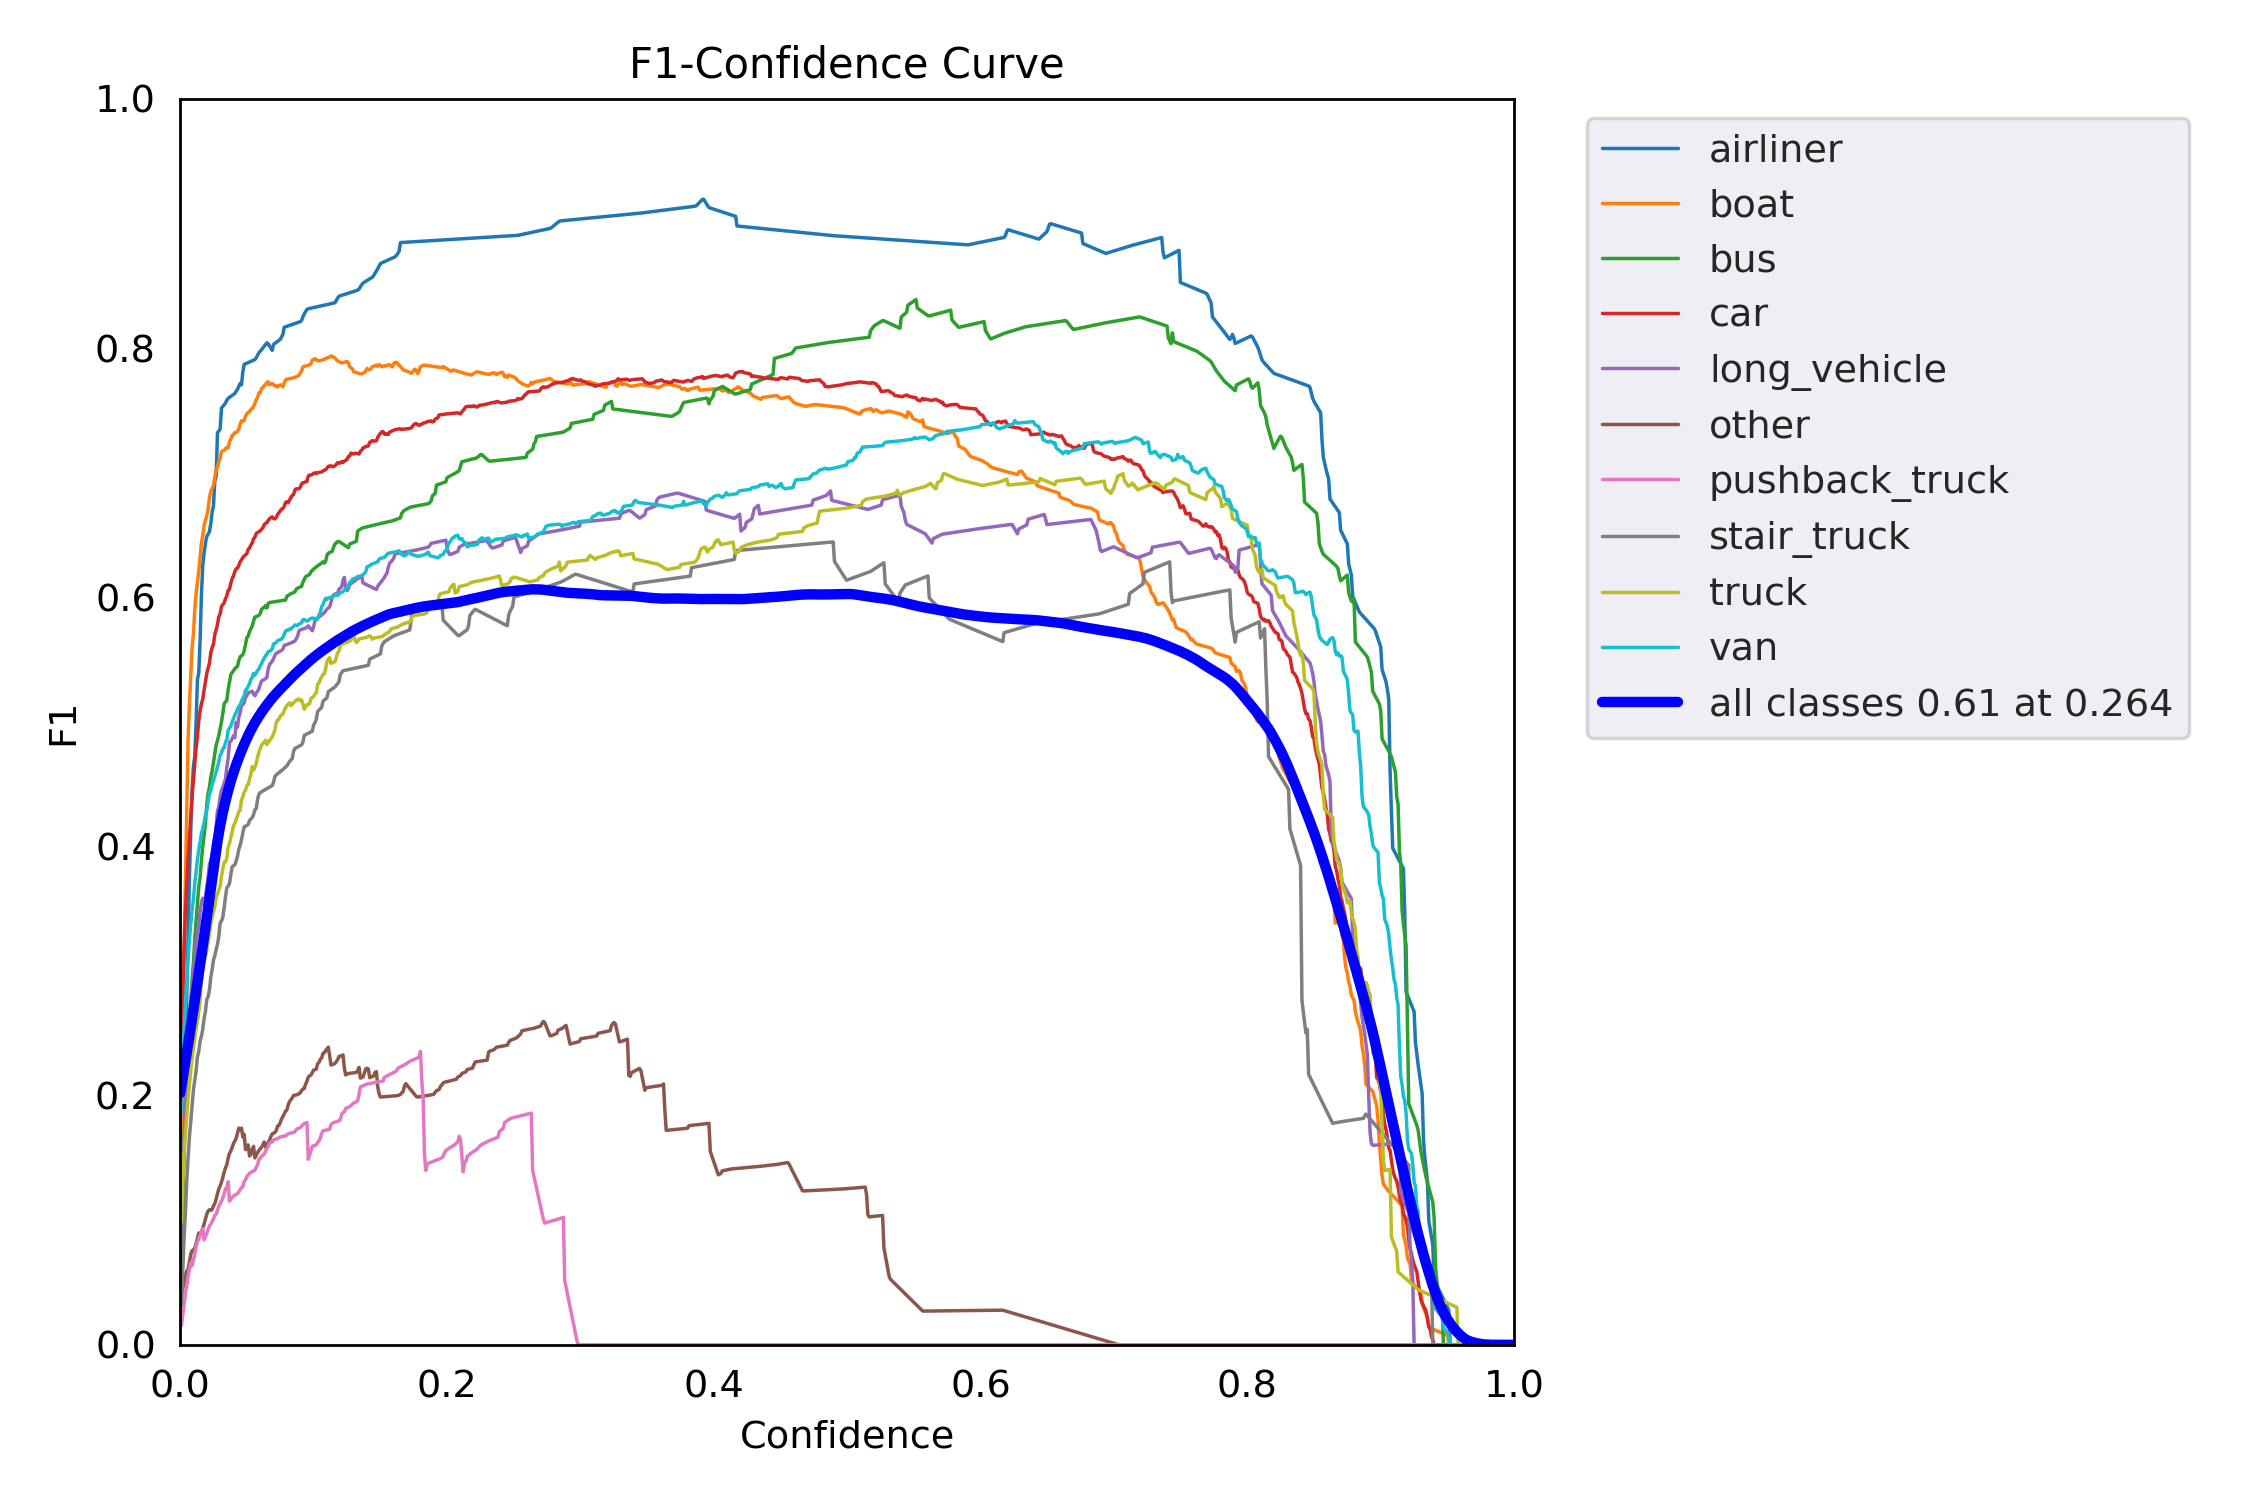 F1-Confidence Curve
1.0
0.8
0.6
0.4
0.2
0.0
F1
0.0 0.2 0.4 0.6 0.8 1.0
Confidence
airliner
boat
bus
car
long_vehicle
other
pushback_truck
stair_truck
truck
van
all classes 0.61 at 0.264